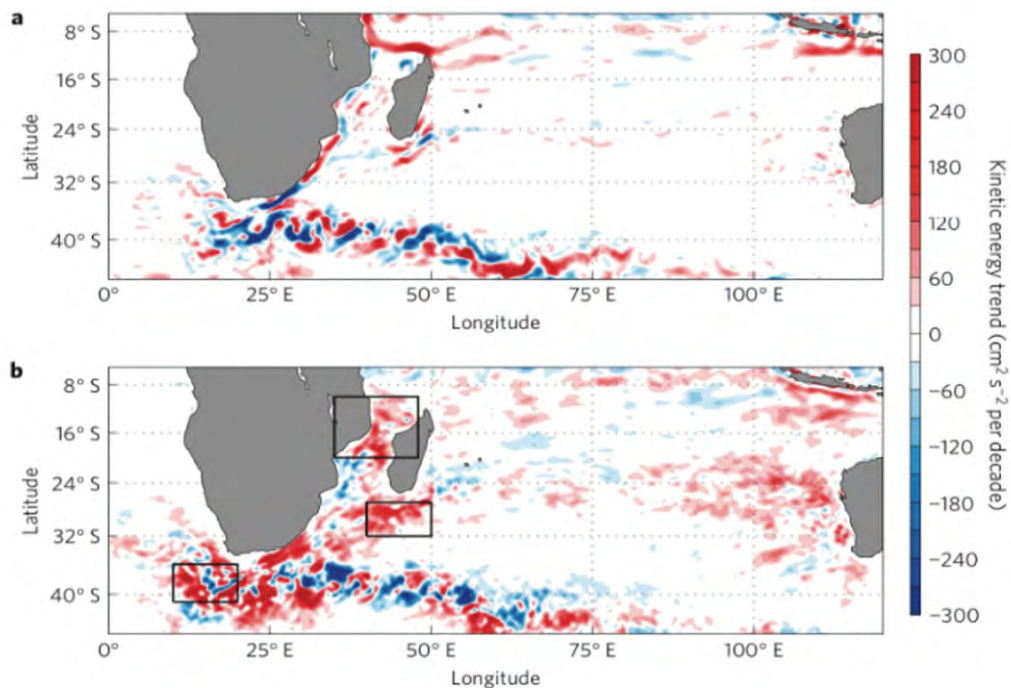 a
8° S
16° S
24° S
32° S
40° S
Latitude
0°
25° E
50° E
75° E
100° E
Longitude
b
8° S
16° S
24° S
32° S
40° S
Latitude
0°
25° E
50° E
75° E
100° E
Longitude
300
240
180
120
60
0
−60
−120
−180
−240
−300
Kinetic energy trend (cm² s⁻² per decade)